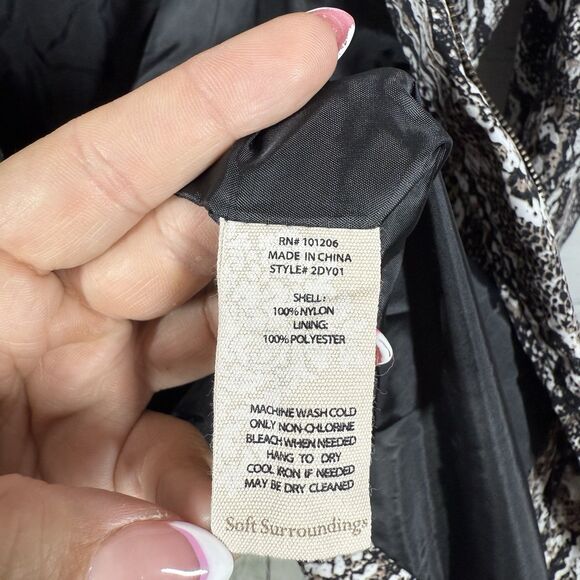 RN# 101206
MADE IN CHINA
STYLE# 2DY01
SHELL:
100% NYLON
LINING:
100% POLYESTER
MACHINE WASH COLD
ONLY NON-CHLORINE
BLEACH WHEN NEEDED
HANG TO DRY
COOL IRON IF NEEDED
MAY BE DRY CLEANED
Soft Surroundings